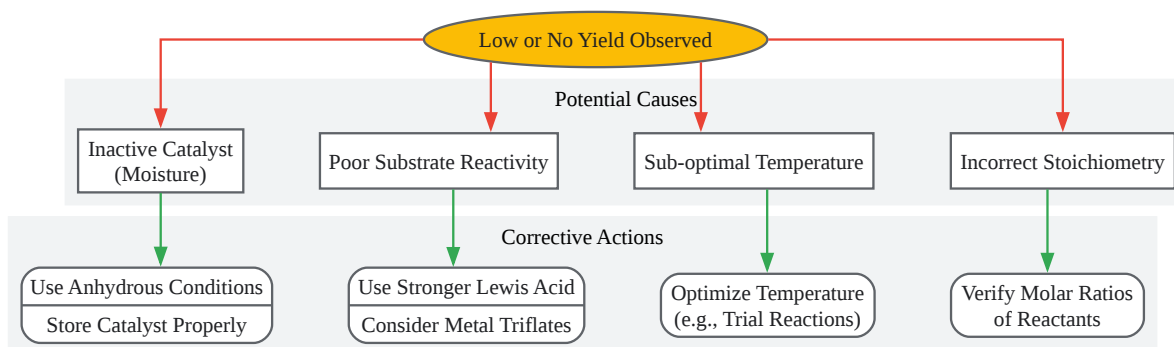 Low or No Yield Observed
Potential Causes
Inactive Catalyst
(Moisture)
Poor Substrate Reactivity
Sub-optimal Temperature
Incorrect Stoichiometry
Corrective Actions
Use Anhydrous Conditions
Store Catalyst Properly
Use Stronger Lewis Acid
Consider Metal Triflates
Optimize Temperature
(e.g., Trial Reactions)
Verify Molar Ratios
of Reactants